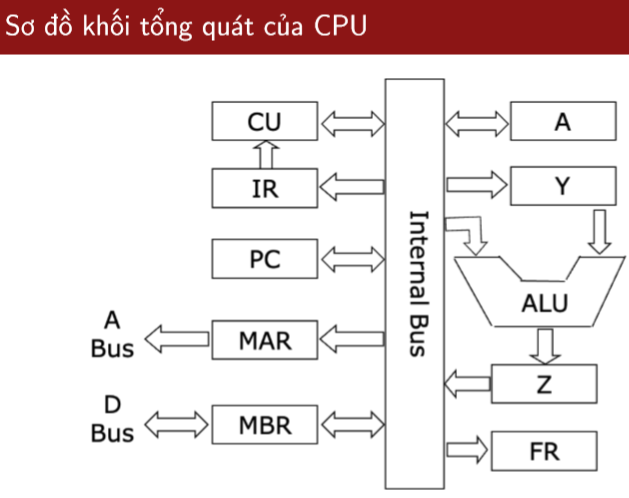 Sơ đồ khối tổng quát của CPU
CU
A
IR
Y
PC
Internal Bus
ALU
A
Bus
MAR
Z
D
Bus
MBR
FR